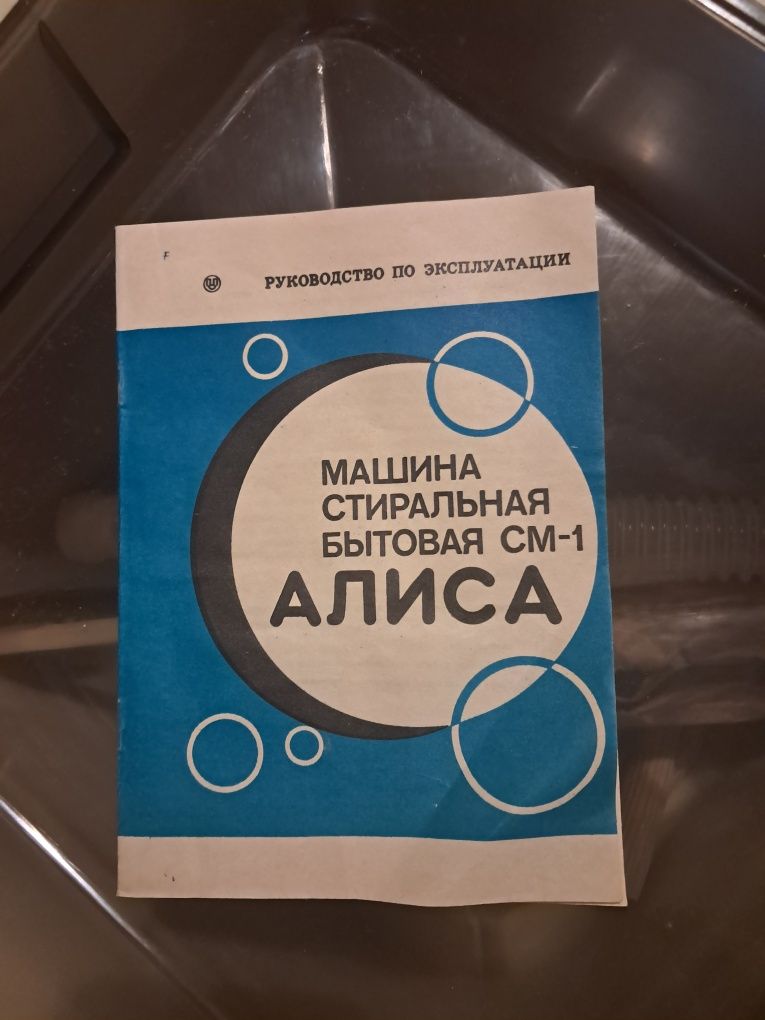 РУКОВОДСТВО ПО ЭКСПЛУАТАЦИИ
МАШИНА
СТИРАЛЬНАЯ
БЫТОВАЯ СМ-1
АЛИСА